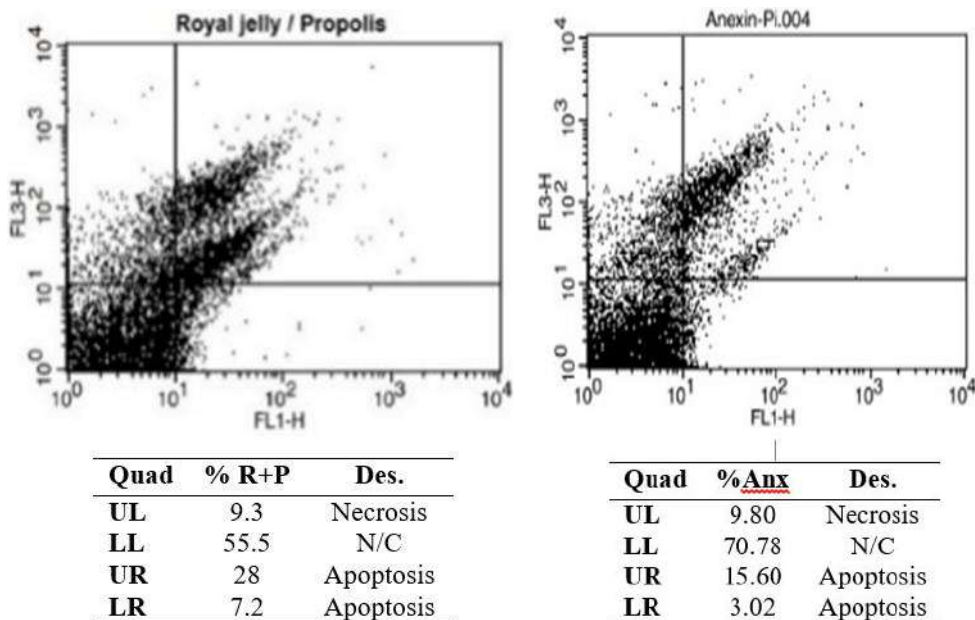 Royal jelly / Propolis
10^4
10^3
10^2
10^1
10^0
FL3-H
10^0 10^1 10^2 10^3 10^4
FL1-H
Quad % R+P Des.
UL 9.3 Necrosis
LL 55.5 N/C
UR 28 Apoptosis
LR 7.2 Apoptosis
Anexin-Pi.004
10^4
10^3
10^2
10^1
10^0
FL3-H
10^0 10^1 10^2 10^3 10^4
FL1-H
Quad %Anx Des.
UL 9.80 Necrosis
LL 70.78 N/C
UR 15.60 Apoptosis
LR 3.02 Apoptosis